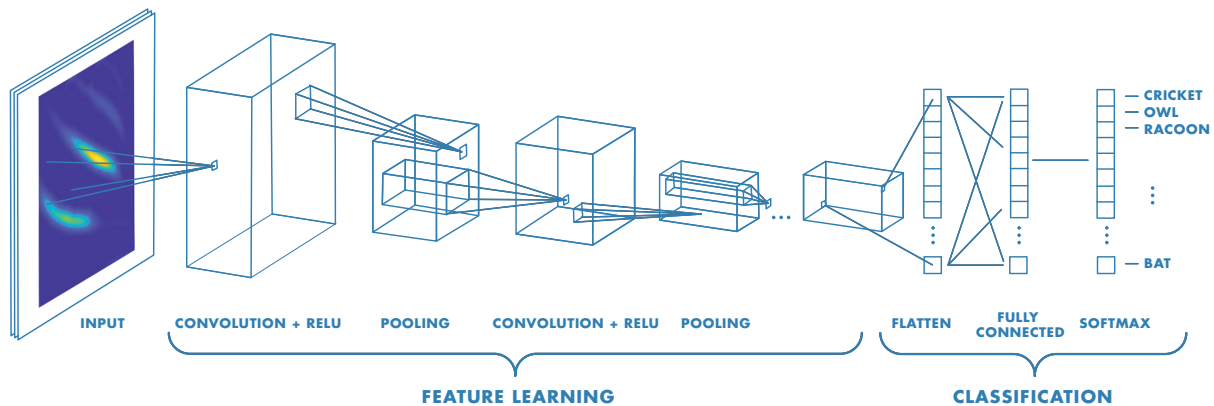 CRICKET
OWL
RACOON
BAT
INPUT
CONVOLUTION + RELU
POOLING
CONVOLUTION + RELU
POOLING
FLATTEN
FULLY
CONNECTED
SOFTMAX
FEATURE LEARNING
CLASSIFICATION